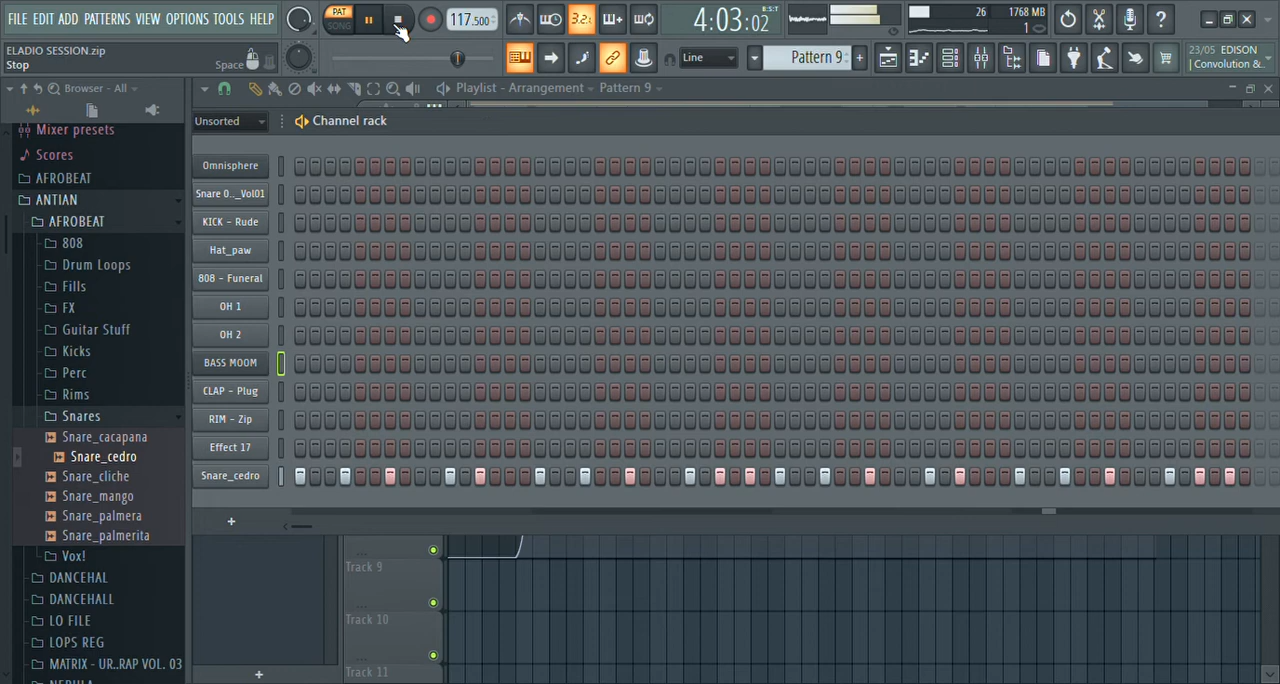 FILE EDIT ADD PATTERNS VIEW OPTIONS TOOLS HELP
PAT
SONG
117.500
3.2
4:03:02
B:S:T
26
1768 MB
1
ELADIO SESSION.zip
Stop
Space
Line
Pattern 9
23/05 EDISON
| Convolution &..
Browser - All
Playlist - Arrangement
Pattern 9
Unsorted
Channel rack
Mixer presets
Scores
AFROBEAT
ANTIAN
AFROBEAT
808
Drum Loops
Fills
FX
Guitar Stuff
Kicks
Perc
Rims
Snares
Snare_cacapana
Snare_cedro
Snare_cliche
Snare_mango
Snare_palmera
Snare_palmerita
Vox!
DANCEHAL
DANCEHALL
LO FILE
LOPS REG
MATRIX - UR..RAP VOL. 03
Omnisphere
Snare 0.._Vol01
KICK - Rude
Hat_paw
808 - Funeral
OH 1
OH 2
BASS MOOM
CLAP - Plug
RIM - Zip
Effect 17
Snare_cedro
Track 9
Track 10
Track 11